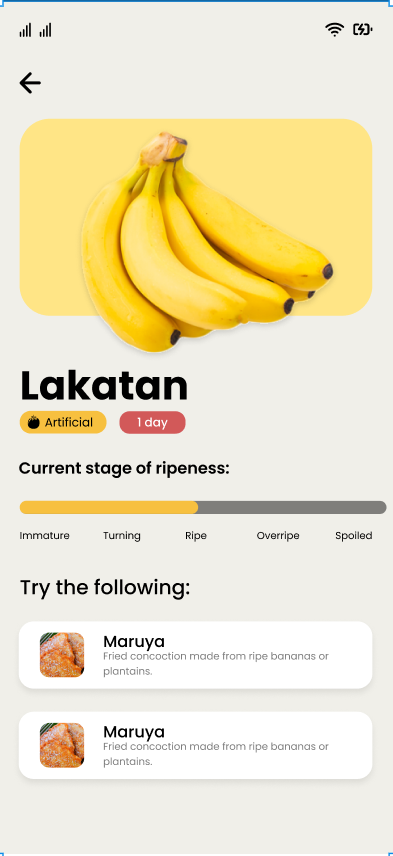 Lakatan
Artificial
1 day
Current stage of ripeness:
Immature Turning Ripe Overripe Spoiled
Try the following:
Maruya
Fried concoction made from ripe bananas or
plantains.
Maruya
Fried concoction made from ripe bananas or
plantains.